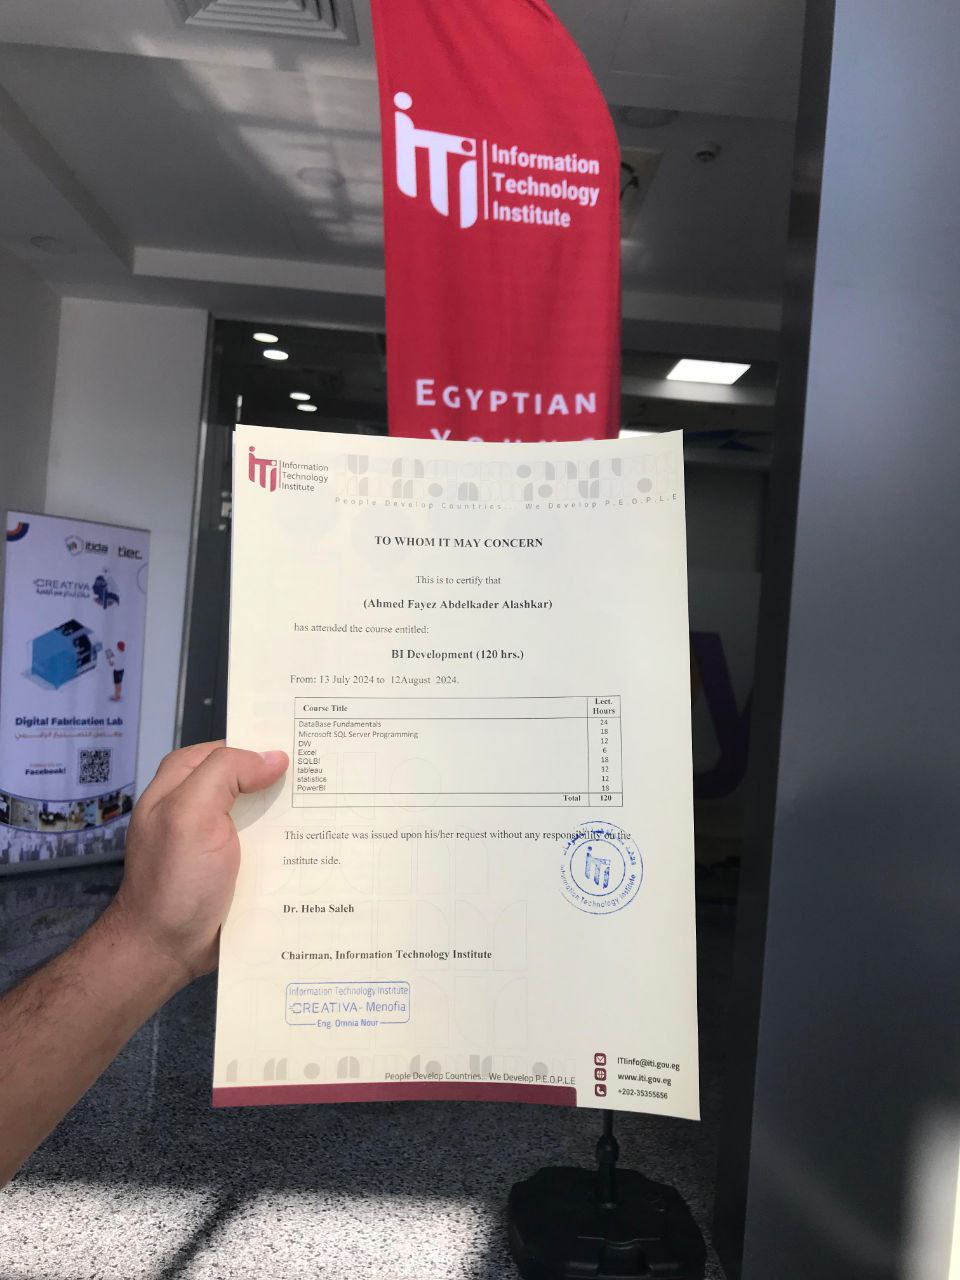 iTi
Information
Technology
Institute
EGYPTIAN
iTi
Information
Technology
Institute
People Develop Countries... We Develop P.E.O.P.L.E
TO WHOM IT MAY CONCERN
This is to certify that
(Ahmed Fayez Abdelkader Alashkar)
has attended the course entitled:
BI Development (120 hrs.)
From: 13 July 2024 to 12August 2024.
Course Title Lect. Hours
DataBase Fundamentals 24
Microsoft SQL Server Programming 18
DW 12
Excel 6
SQLBI 18
tableau 12
statistics 12
PowerBI 18
Total 120
This certificate was issued upon his/her request without any responsibility on the
institute side.
iTi
Information Technology Institute
Dr. Heba Saleh
Chairman, Information Technology Institute
Information Technology Institute
CREATIVA- Menofia
Eng. Omnia Nour
People Develop Countries... We Develop P.E.O.P.L.E
ITIinfo@iti.gov.eg
www.iti.gov.eg
+202-35355656
itida tiec
CREATIVA
Digital Fabrication Lab
Facebook!